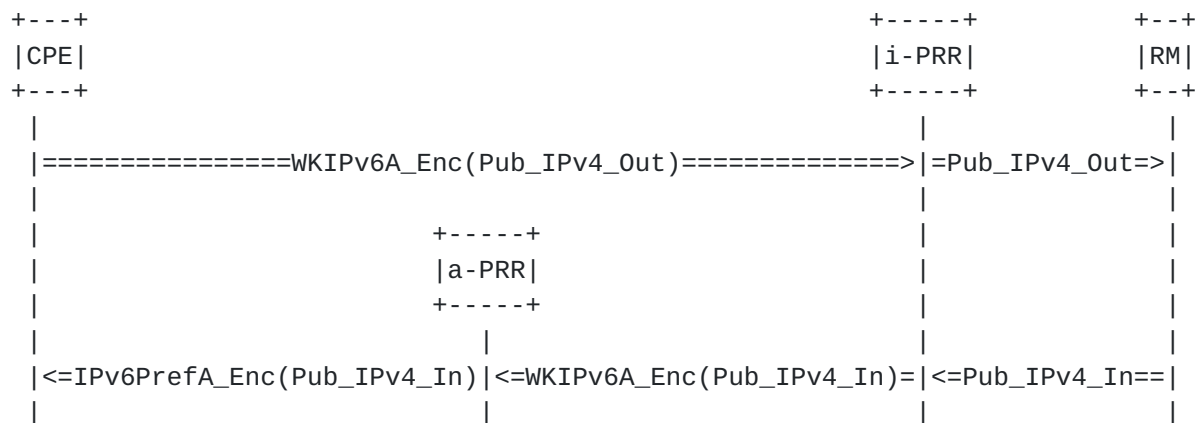 +---+                                               +-----+         +--+
|CPE|                                               |i-PRR|         |RM|
+---+                                               +-----+         +--+
 |                                                     |              |
 |================WKIPv6A_Enc(Pub_IPv4_Out)==============>|=Pub_IPv4_Out=>|
 |                                                     |              |
 |                       +-----+                       |              |
 |                       |a-PRR|                       |              |
 |                       +-----+                       |              |
 |                          |                          |              |
 |<=IPv6PrefA_Enc(Pub_IPv4_In)|<=WKIPv6A_Enc(Pub_IPv4_In)=|<=Pub_IPv4_In==|
 |                          |                          |              |